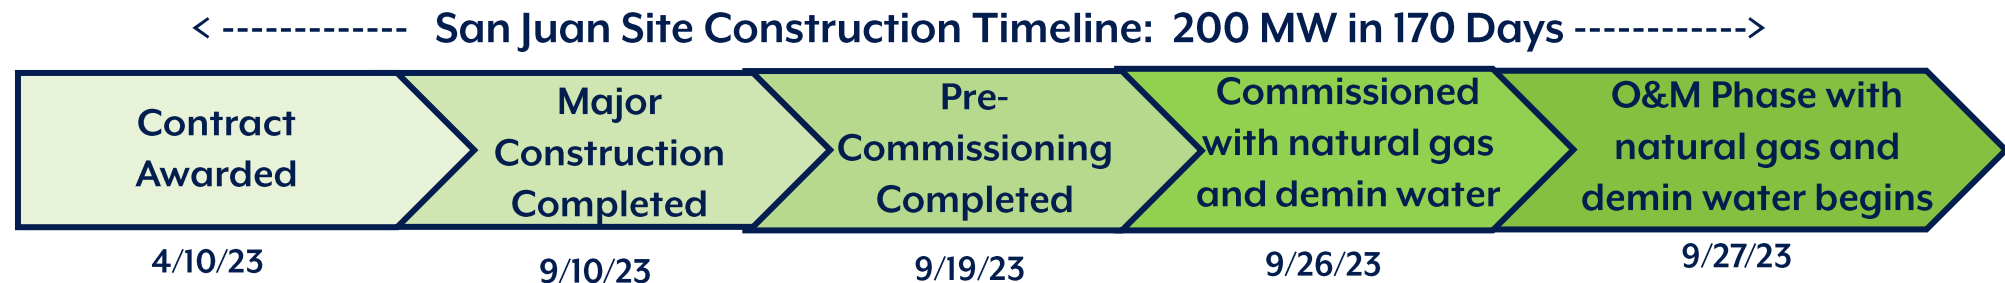 San Juan Site Construction Timeline: 200 MW in 170 Days
Contract
Awarded
Major
Construction
Completed
Pre-
Commissioning
Completed
Commissioned
with natural gas
and demin water
O&M Phase with
natural gas and
demin water begins
4/10/23
9/10/23
9/19/23
9/26/23
9/27/23